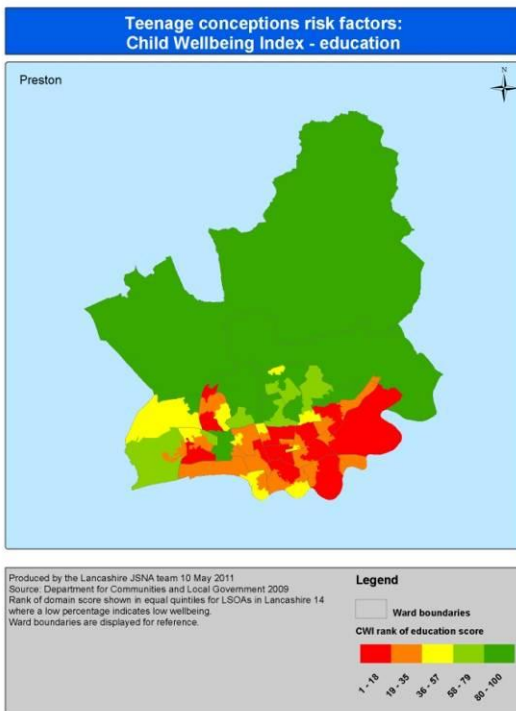 Teenage conceptions risk factors:
Child Wellbeing Index - education
Preston
N
Produced by the Lancashire JSNA team 10 May 2011
Source: Department for Communities and Local Government 2009
Rank of domain score shown in equal quintiles for LSOAs in Lancashire 14
where a low percentage indicates low wellbeing.
Ward boundaries are displayed for reference.
Legend
Ward boundaries
CWI rank of education score
1 - 18
19 - 35
36 - 57
58 - 79
80 - 100